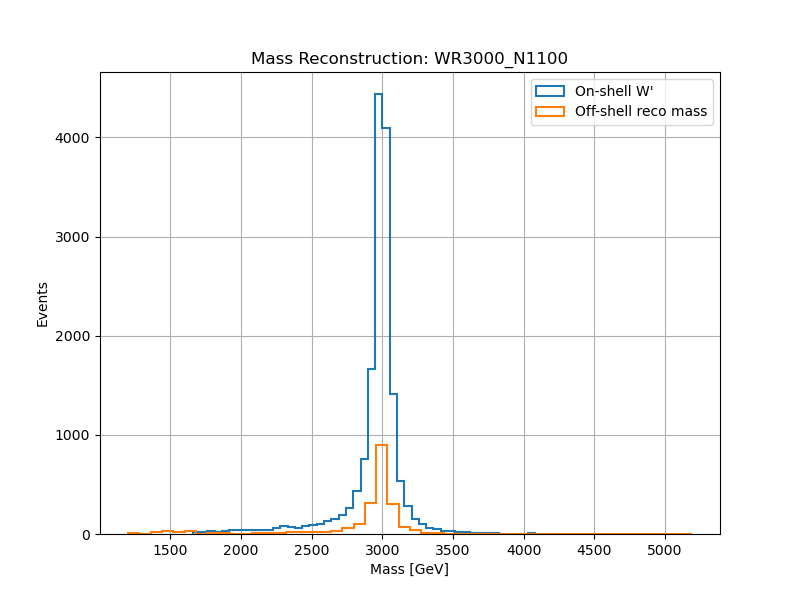 Mass Reconstruction: WR3000_N1100
On-shell W'
Off-shell reco mass
Events
4000
3000
2000
1000
0
1500 2000 2500 3000 3500 4000 4500 5000
Mass [GeV]